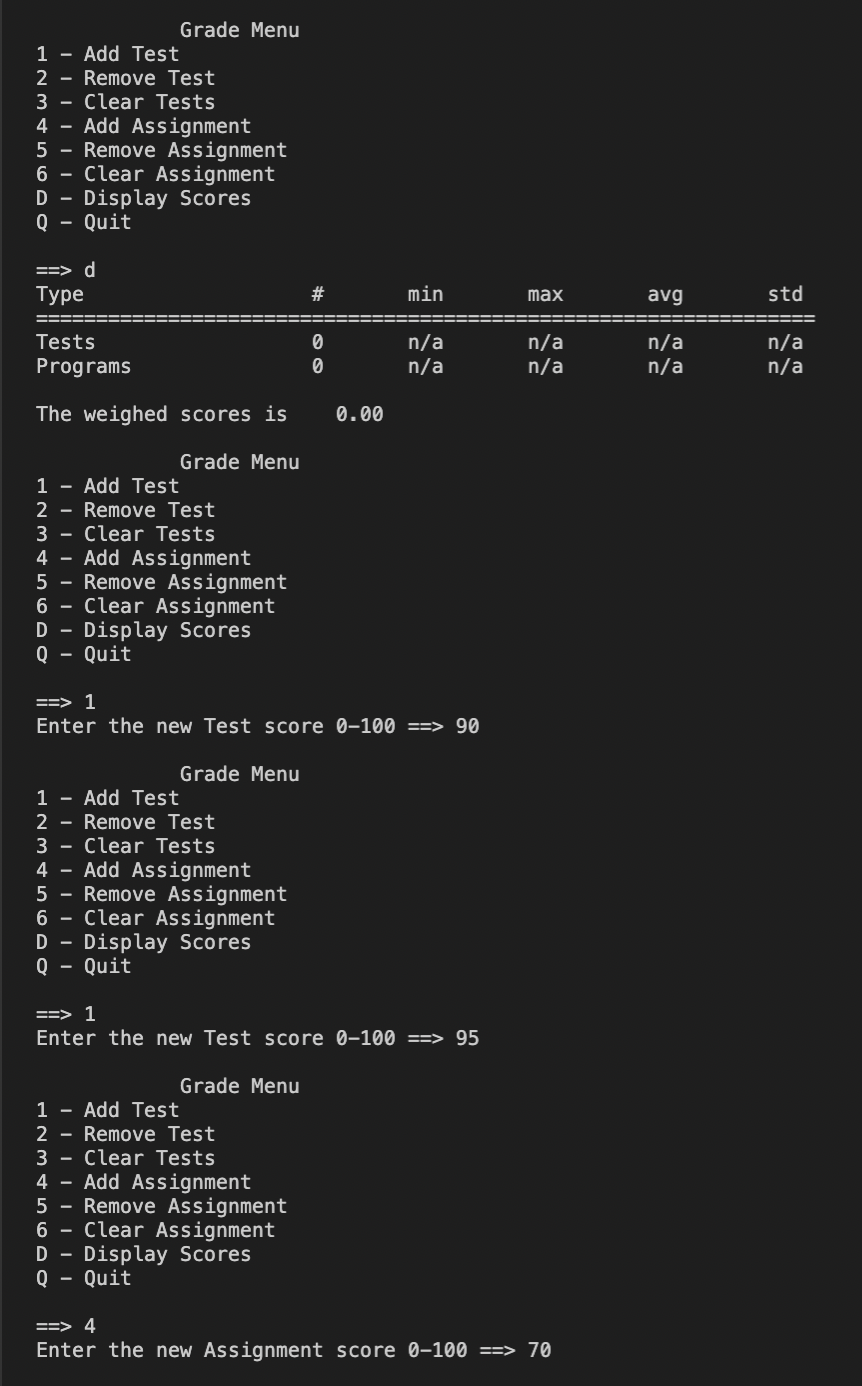 Grade Menu
1 – Add Test
2 – Remove Test
3 – Clear Tests
4 – Add Assignment
5 – Remove Assignment
6 – Clear Assignment
D – Display Scores
Q – Quit

==> d
Type                   #       min       max       avg       std
=================================================================
Tests                  0       n/a       n/a       n/a       n/a
Programs               0       n/a       n/a       n/a       n/a

The weighed scores is    0.00

            Grade Menu
1 – Add Test
2 – Remove Test
3 – Clear Tests
4 – Add Assignment
5 – Remove Assignment
6 – Clear Assignment
D – Display Scores
Q – Quit

==> 1
Enter the new Test score 0–100 ==> 90

            Grade Menu
1 – Add Test
2 – Remove Test
3 – Clear Tests
4 – Add Assignment
5 – Remove Assignment
6 – Clear Assignment
D – Display Scores
Q – Quit

==> 1
Enter the new Test score 0–100 ==> 95

            Grade Menu
1 – Add Test
2 – Remove Test
3 – Clear Tests
4 – Add Assignment
5 – Remove Assignment
6 – Clear Assignment
D – Display Scores
Q – Quit

==> 4
Enter the new Assignment score 0–100 ==> 70